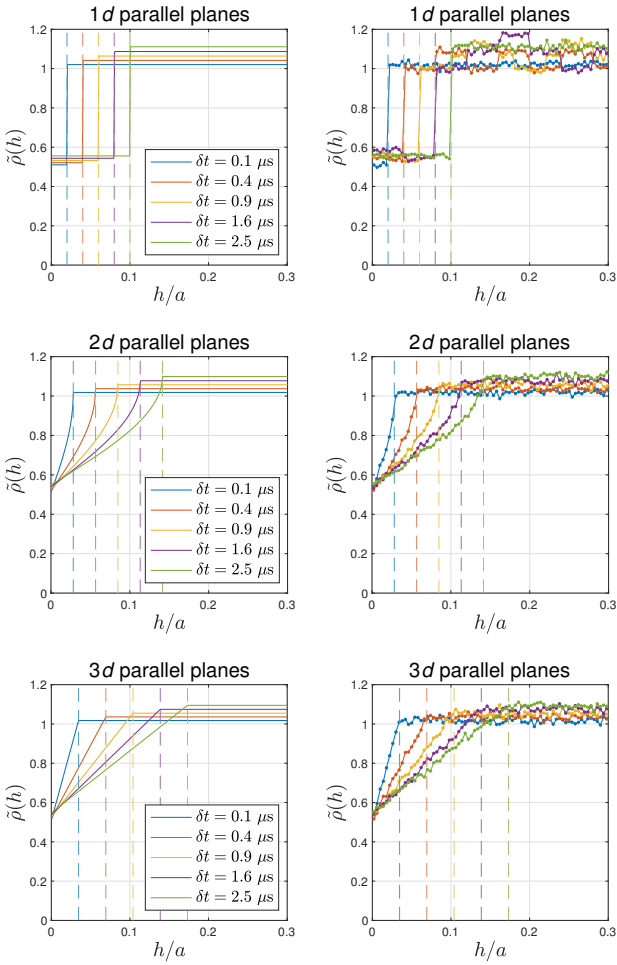 1d parallel planes
1.2
1
0.8
0.6
0.4
0.2
0
ρ̃(h)
δt = 0.1 μs
δt = 0.4 μs
δt = 0.9 μs
δt = 1.6 μs
δt = 2.5 μs
0 0.1 0.2 0.3
h/a
1d parallel planes
1.2
1
0.8
0.6
0.4
0.2
0
ρ̃(h)
0 0.1 0.2 0.3
h/a
2d parallel planes
1.2
1
0.8
0.6
0.4
0.2
0
ρ̃(h)
δt = 0.1 μs
δt = 0.4 μs
δt = 0.9 μs
δt = 1.6 μs
δt = 2.5 μs
0 0.1 0.2 0.3
h/a
2d parallel planes
1.2
1
0.8
0.6
0.4
0.2
0
ρ̃(h)
0 0.1 0.2 0.3
h/a
3d parallel planes
1.2
1
0.8
0.6
0.4
0.2
0
ρ̃(h)
δt = 0.1 μs
δt = 0.4 μs
δt = 0.9 μs
δt = 1.6 μs
δt = 2.5 μs
0 0.1 0.2 0.3
h/a
3d parallel planes
1.2
1
0.8
0.6
0.4
0.2
0
ρ̃(h)
0 0.1 0.2 0.3
h/a